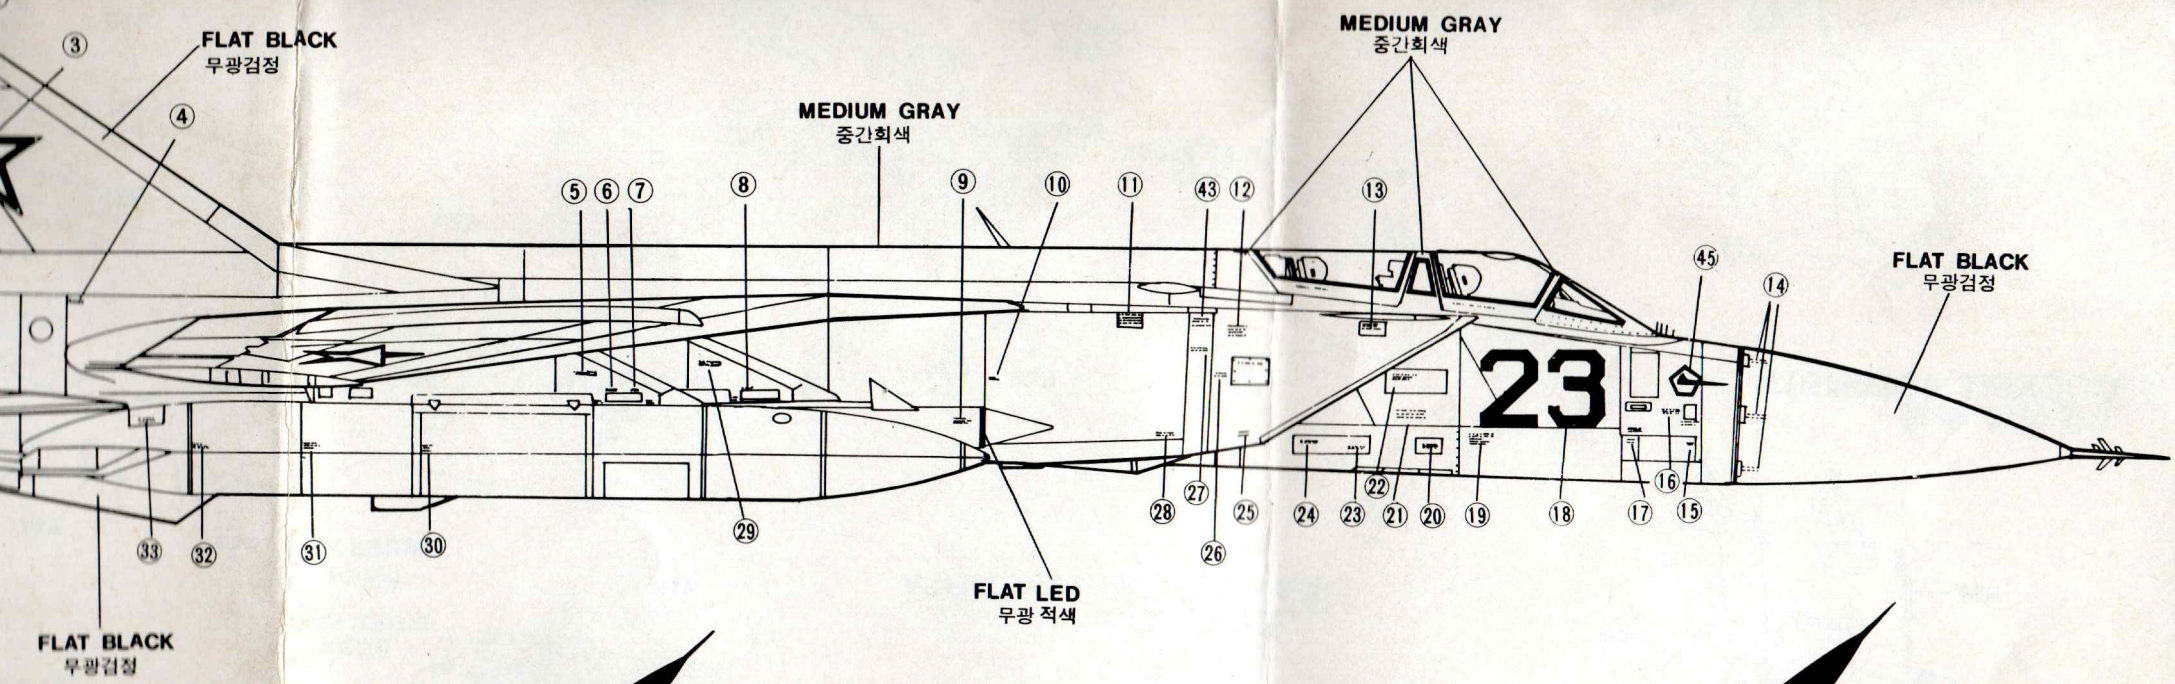 MEDIUM GRAY
중간회색
③
FLAT BLACK
무광검정
④
MEDIUM GRAY
중간회색
⑤ ⑥ ⑦ ⑧ ⑨ ⑩ ⑪ ㊸ ⑫ ⑬
㊺
⑭
FLAT BLACK
무광검정
23
㉝ ㉜ ㉛ ㉚ ㉙ ㉘ ㉗ ㉖ ㉕ ㉔ ㉓ ㉒ ㉑ ⑳ ⑲ ⑱ ⑰ ⑯ ⑮
FLAT LED
무광 적색
FLAT BLACK
무광검정